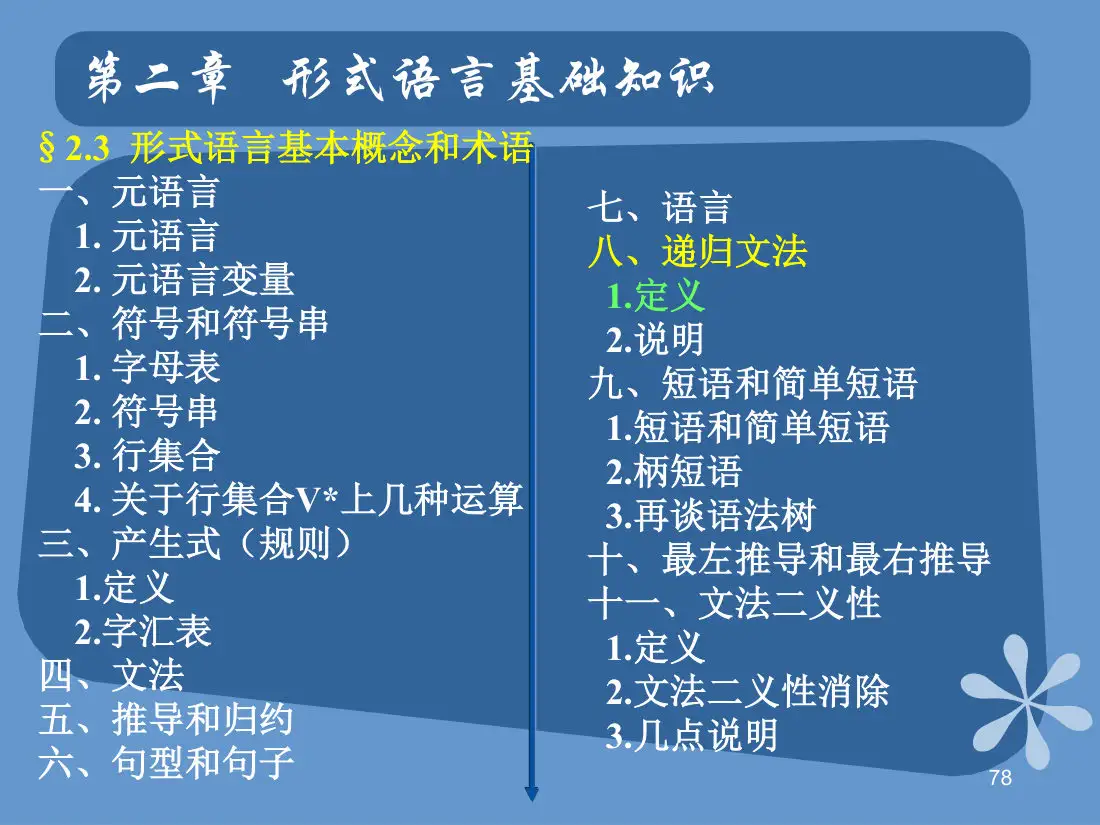 第二章 形式语言基础知识
§2.3 形式语言基本概念和术语
一、元语言
1. 元语言
2. 元语言变量
二、符号和符号串
1. 字母表
2. 符号串
3. 行集合
4. 关于行集合V*上几种运算
三、产生式（规则）
1.定义
2.字汇表
四、文法
五、推导和归约
六、句型和句子
七、语言
八、递归文法
1.定义
2.说明
九、短语和简单短语
1.短语和简单短语
2.柄短语
3.再谈语法树
十、最左推导和最右推导
十一、文法二义性
1.定义
2.文法二义性消除
3.几点说明
78